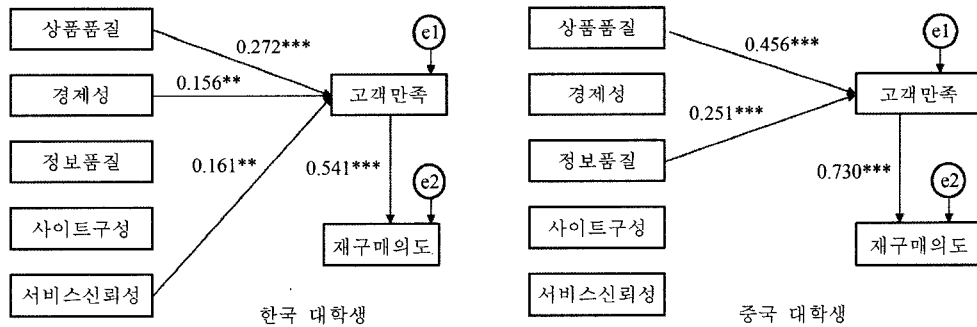 상품품질
경제성
정보품질
사이트구성
서비스신뢰성
0.272***
0.156**
0.161**
e1
고객만족
0.541***
e2
재구매의도
한국 대학생
상품품질
경제성
정보품질
사이트구성
서비스신뢰성
0.456***
0.251***
e1
고객만족
0.730***
e2
재구매의도
중국 대학생